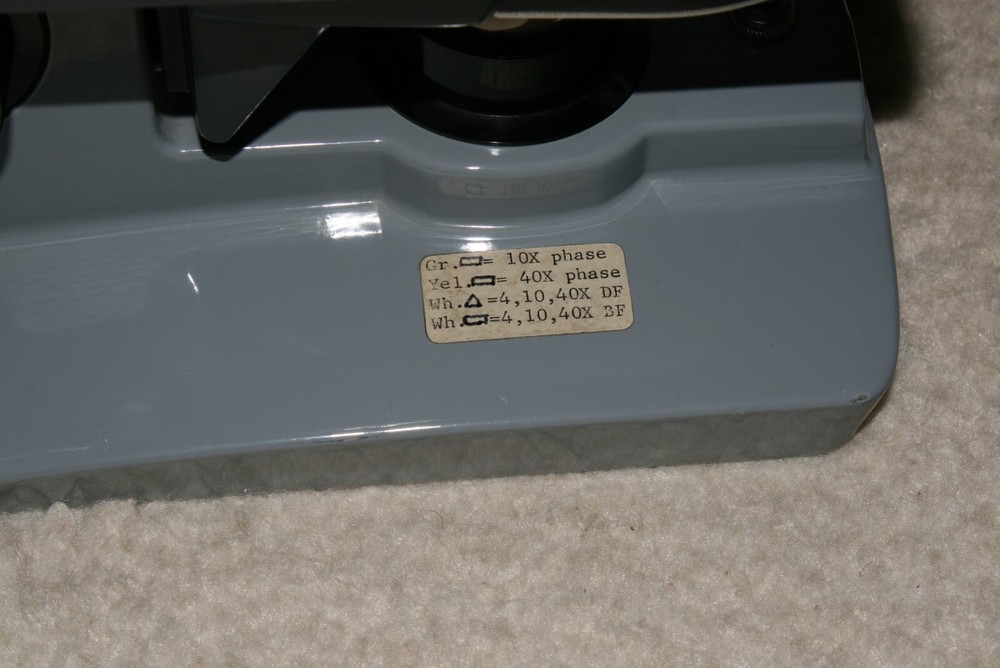 Gr.▭= 10X phase
Yel.▭= 40X phase
Wh.△=4,10,40X DF
Wh.▭=4,10,40X BF